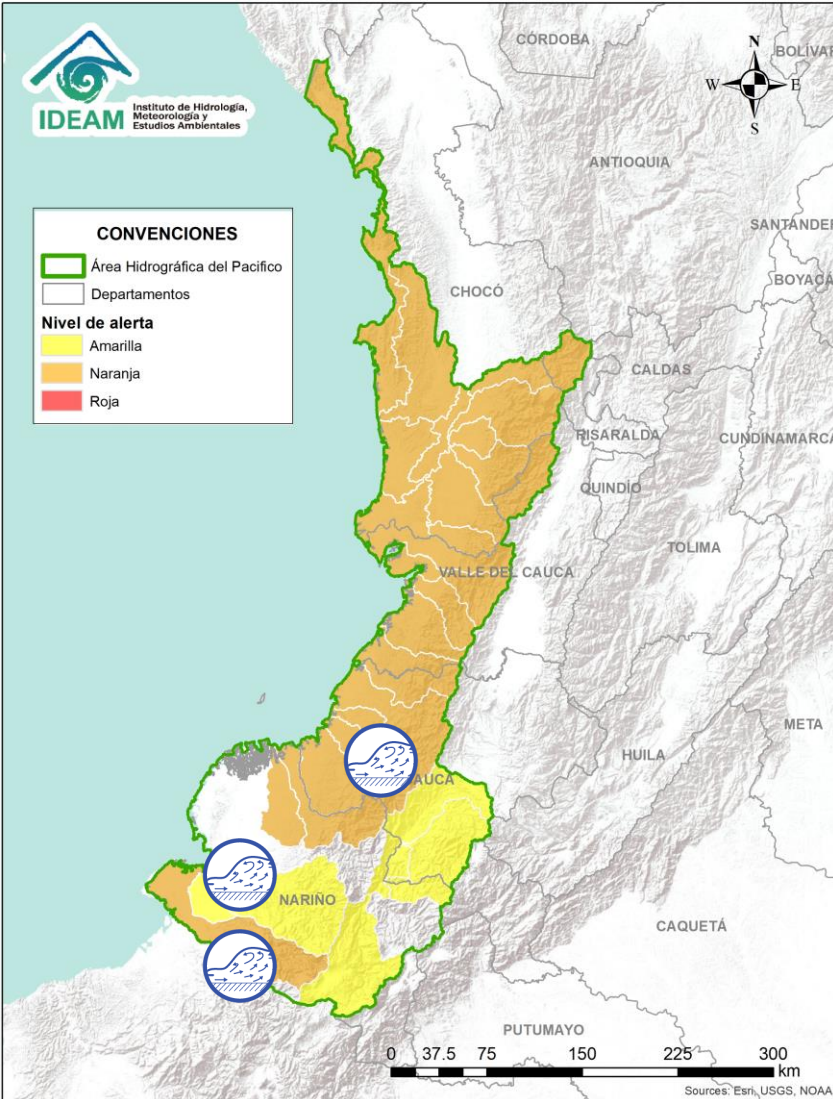 IDEAM
Instituto de Hidrología,
Meteorología y
Estudios Ambientales
N
W E
S
CÓRDOBA
BOLÍVAR
ANTIOQUIA
SANTANDER
BOYACÁ
CONVENCIONES
Área Hidrográfica del Pacifico
Departamentos
Nivel de alerta
Amarilla
Naranja
Roja
CHOCÓ
CALDAS
RISARALDA
CUNDINAMARCA
QUINDÍO
TOLIMA
VALLE DEL CAUCA
META
HUILA
AUCA
NARIÑO
CAQUETÁ
PUTUMAYO
0 37.5 75 150 225 300
km
Sources: Esri, USGS, NOAA